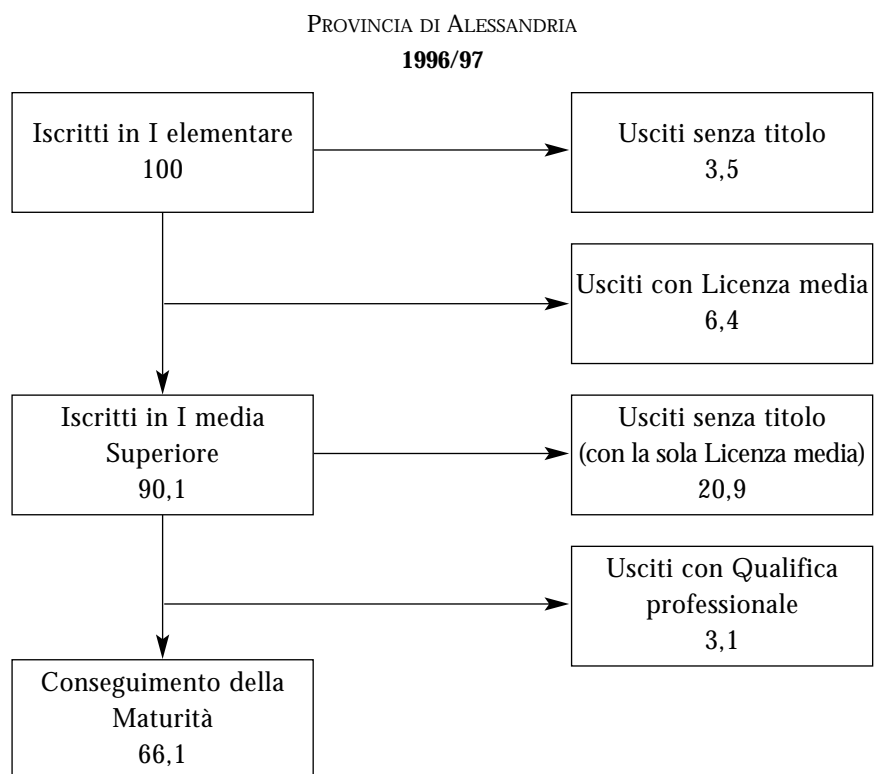 PROVINCIA DI ALESSANDRIA
1996/97
Iscritti in I elementare
100
Usciti senza titolo
3,5
Usciti con Licenza media
6,4
Iscritti in I media
Superiore
90,1
Usciti senza titolo
(con la sola Licenza media)
20,9
Usciti con Qualifica
professionale
3,1
Conseguimento della
Maturità
66,1